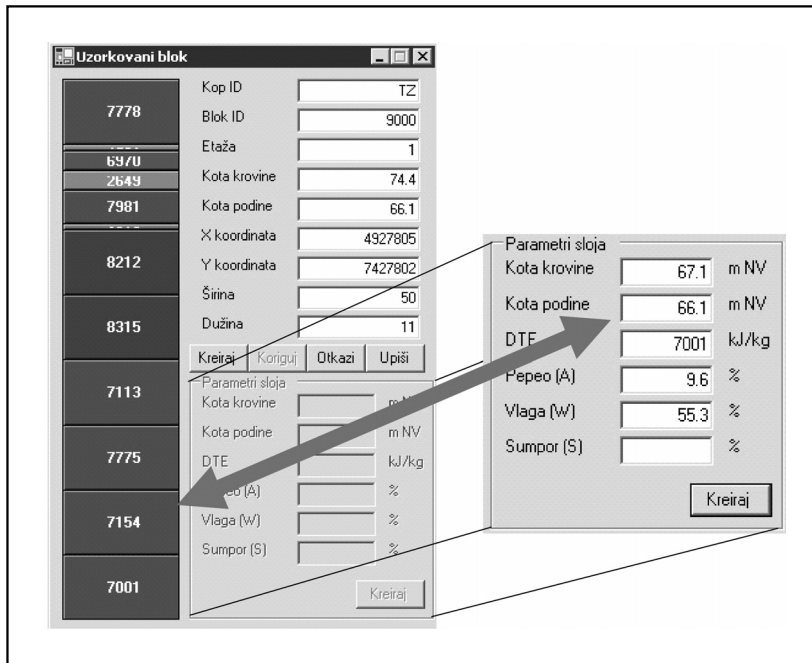 Uzorkovani blok
7778
6970
2649
7981
8212
8315
7113
7775
7154
7001
Kop ID TZ
Blok ID 9000
Etaža 1
Kota krovine 74.4
Kota podine 66.1
X koordinata 4927805
Y koordinata 7427802
Širina 50
Dužina 11
Kreiraj Koriguj Otkazi Upiši
Parametri sloja
Kota krovine m NV
Kota podine m NV
DTE kJ/kg
(A) %
Vlaga (W) %
Sumpor (S) %
Kreiraj
Parametri sloja
Kota krovine 67.1 m NV
Kota podine 66.1 m NV
DTE 7001 kJ/kg
Pepeo (A) 9.6 %
Vlaga (W) 55.3 %
Sumpor (S) %
Kreiraj